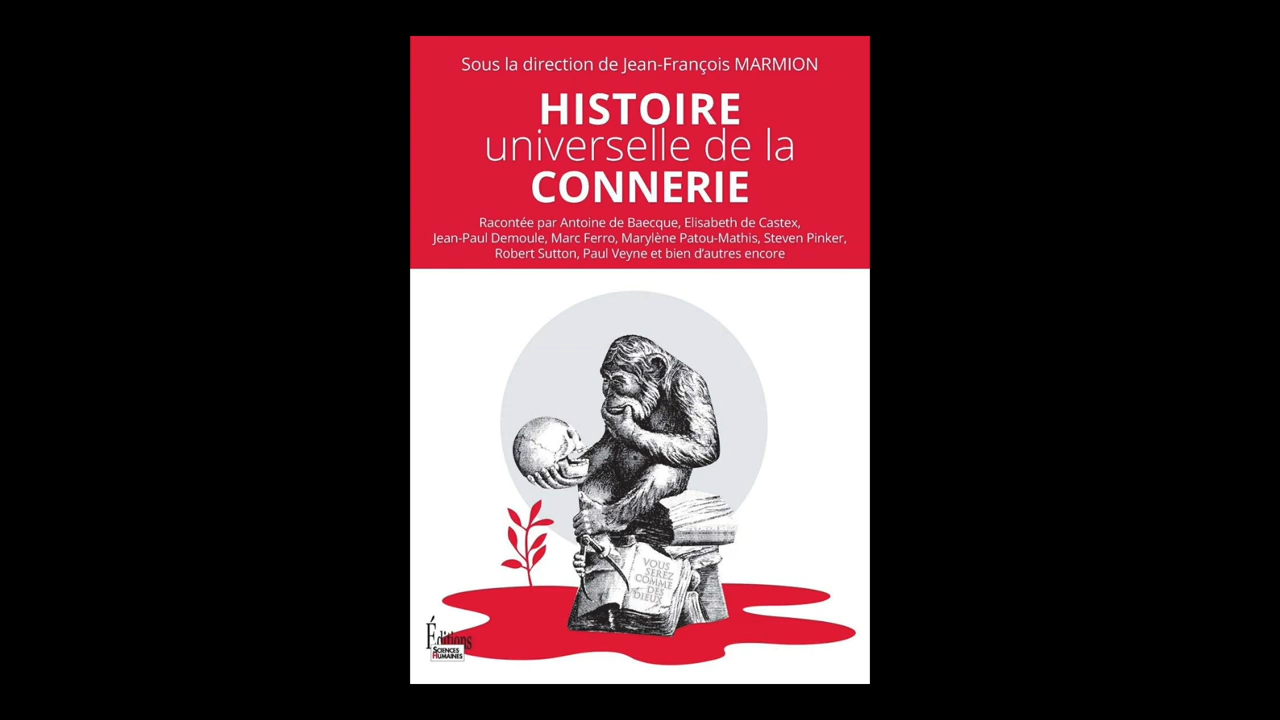 Sous la direction de Jean-François MARMION
HISTOIRE
universelle de la
CONNERIE
Racontée par Antoine de Baecque, Elisabeth de Castex,
Jean-Paul Demoule, Marc Ferro, Marylène Patou-Mathis, Steven Pinker,
Robert Sutton, Paul Veyne et bien d’autres encore
VOUS
SEREZ
COMME
DES
DIEUX
Éditions
SCIENCES
HUMAINES